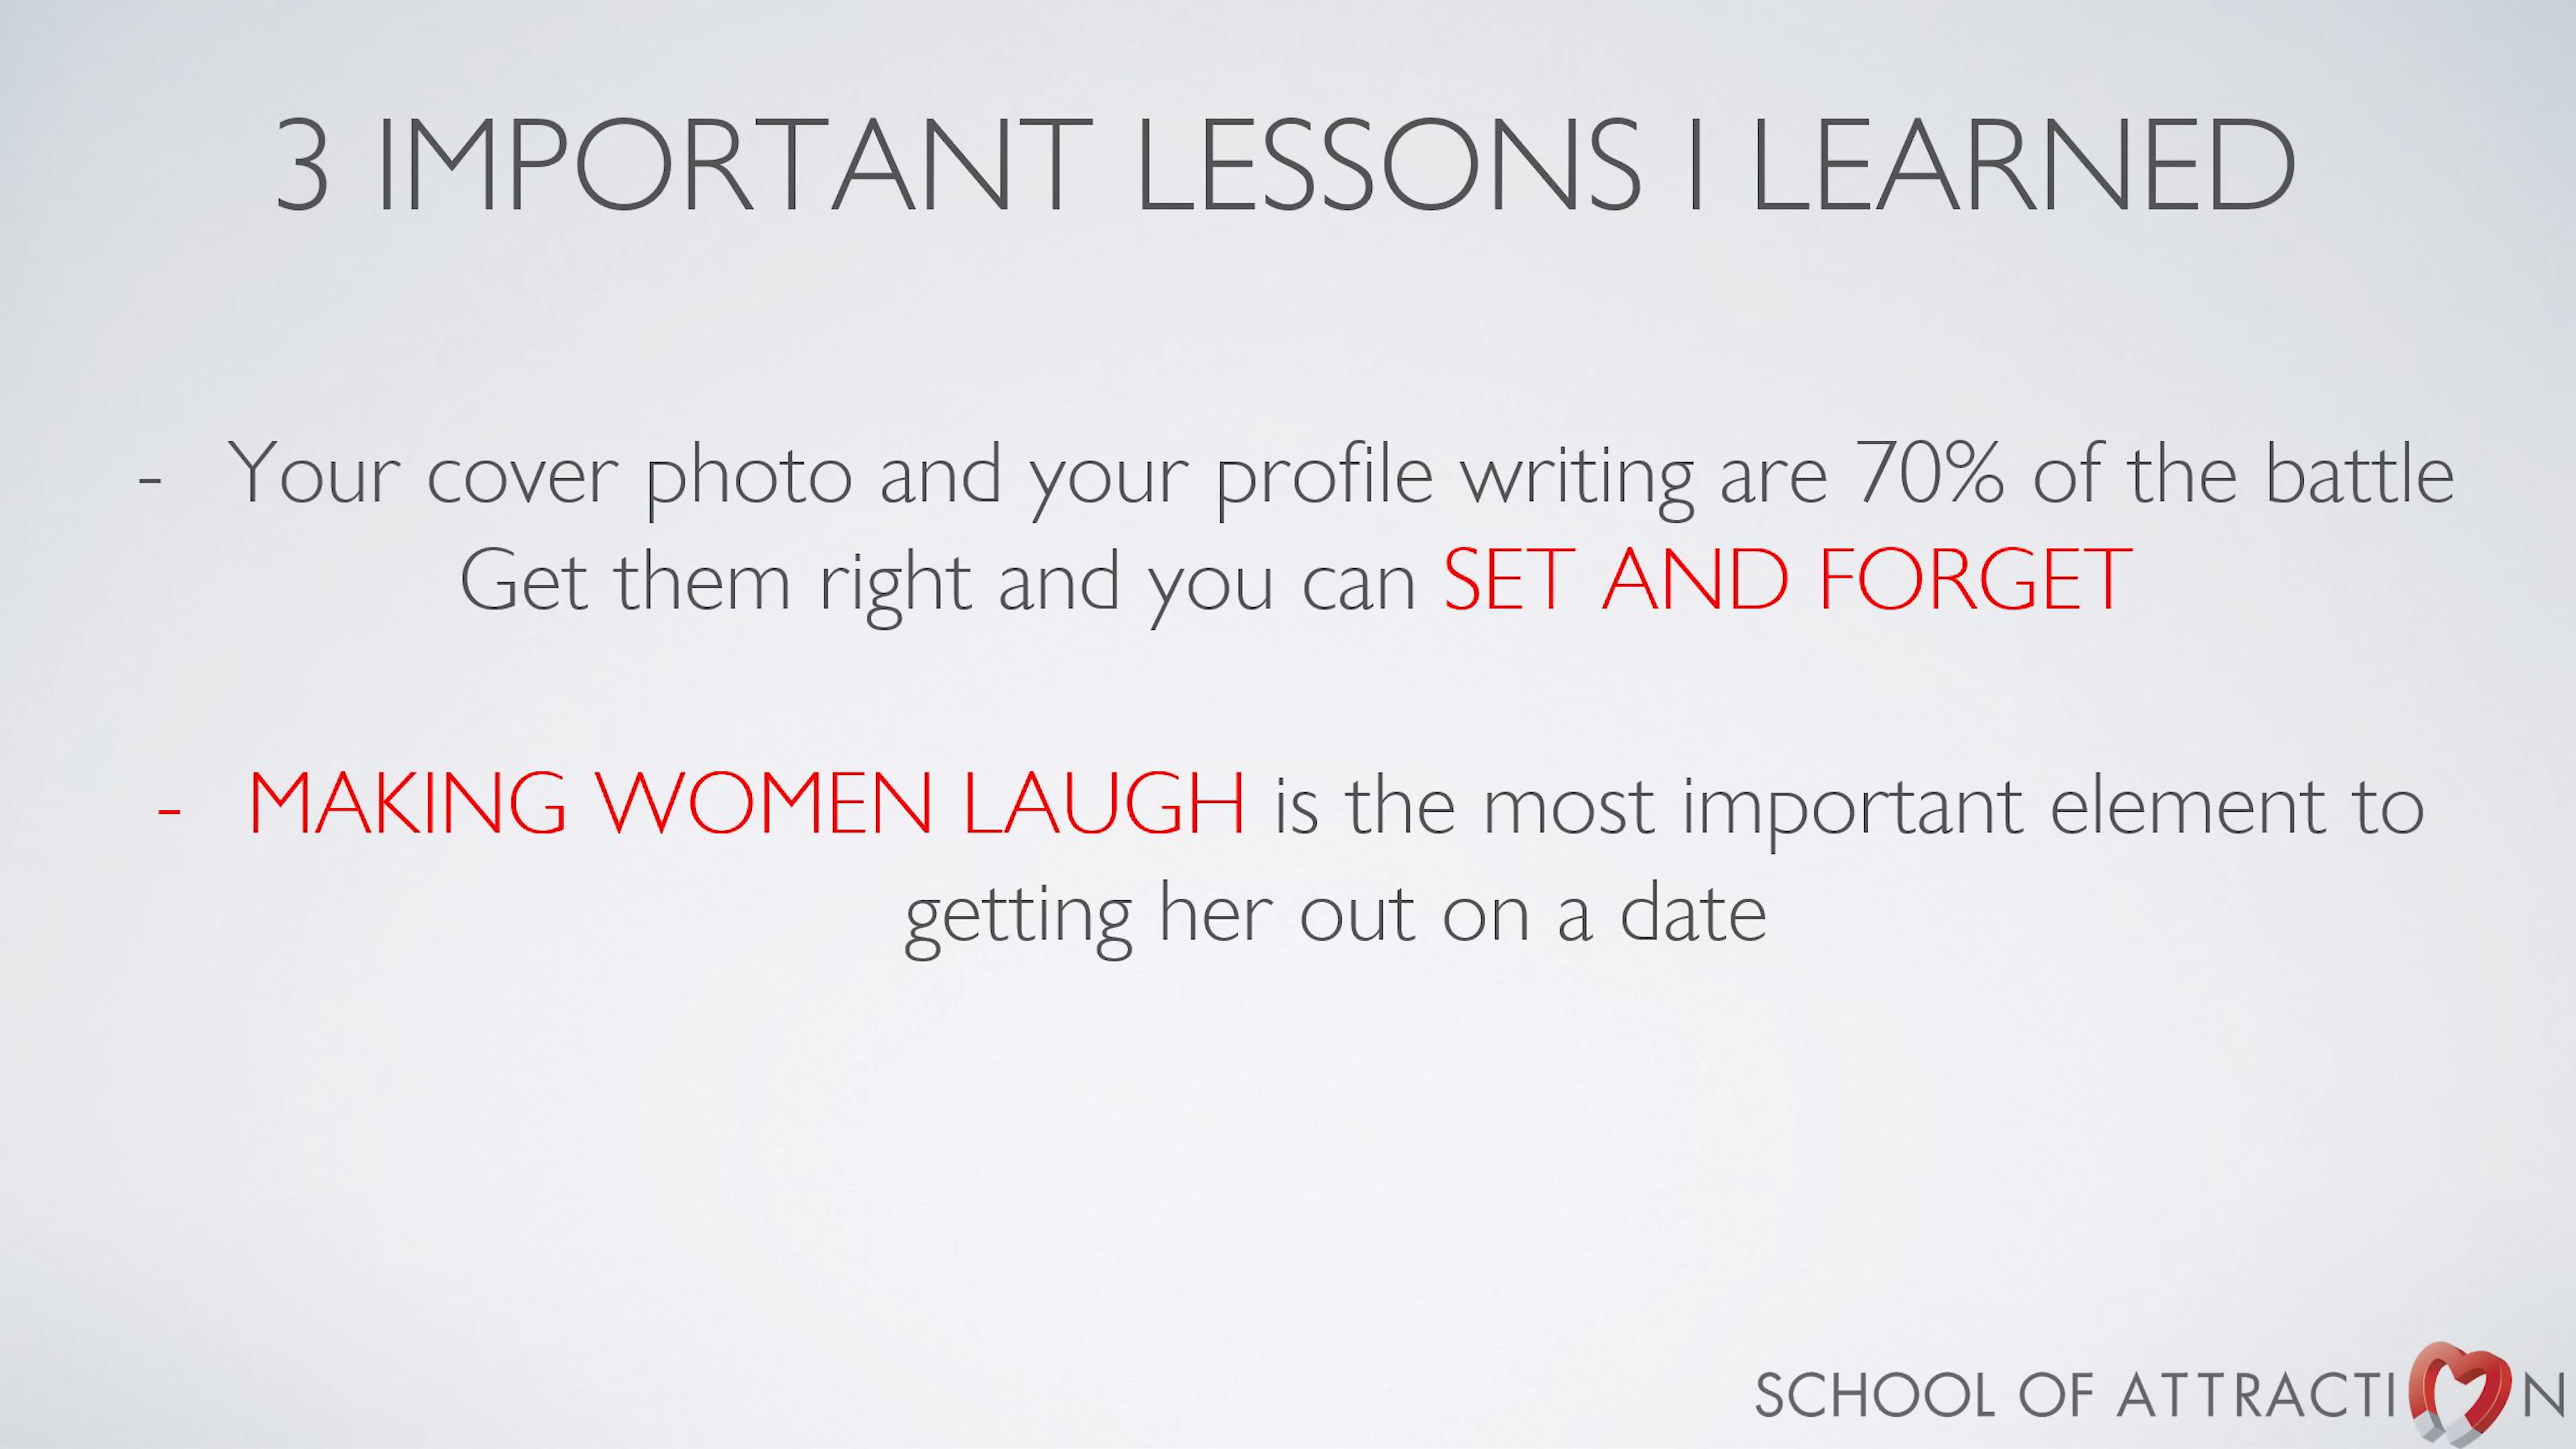 3 IMPORTANT LESSONS I LEARNED
- Your cover photo and your profile writing are 70% of the battle
Get them right and you can SET AND FORGET
- MAKING WOMEN LAUGH is the most important element to
getting her out on a date
SCHOOL OF ATTRACTION